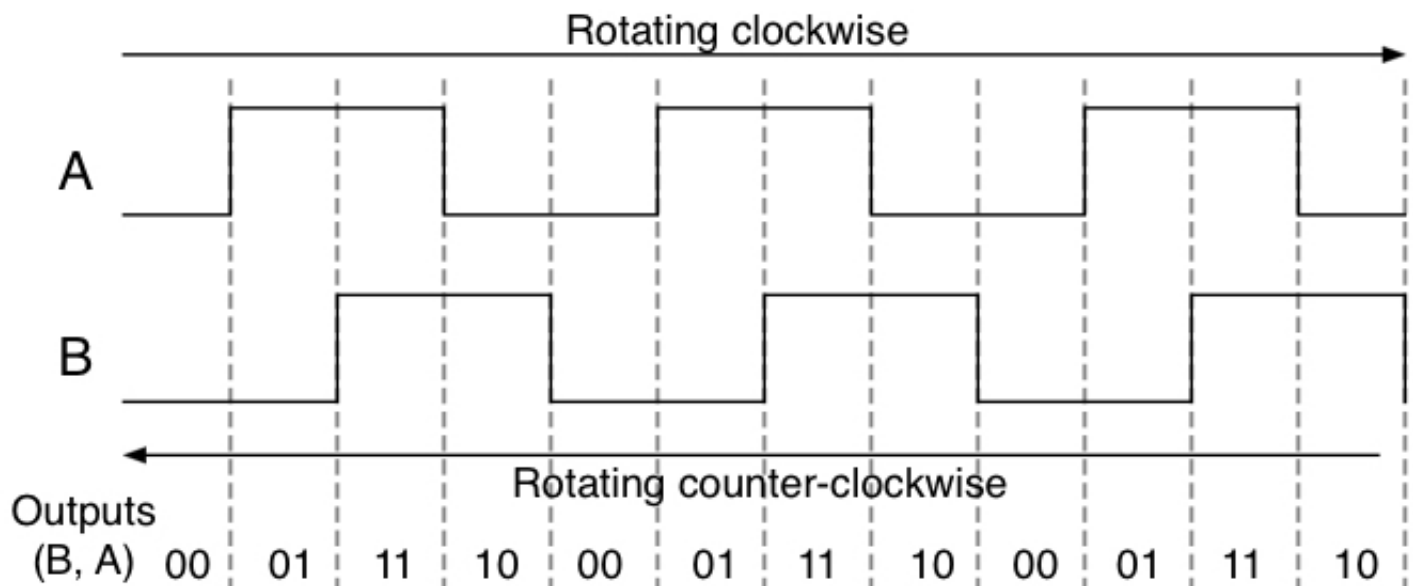 Rotating clockwise
A
B
Rotating counter-clockwise
Outputs
(B, A) 00 01 11 10 00 01 11 10 00 01 11 10